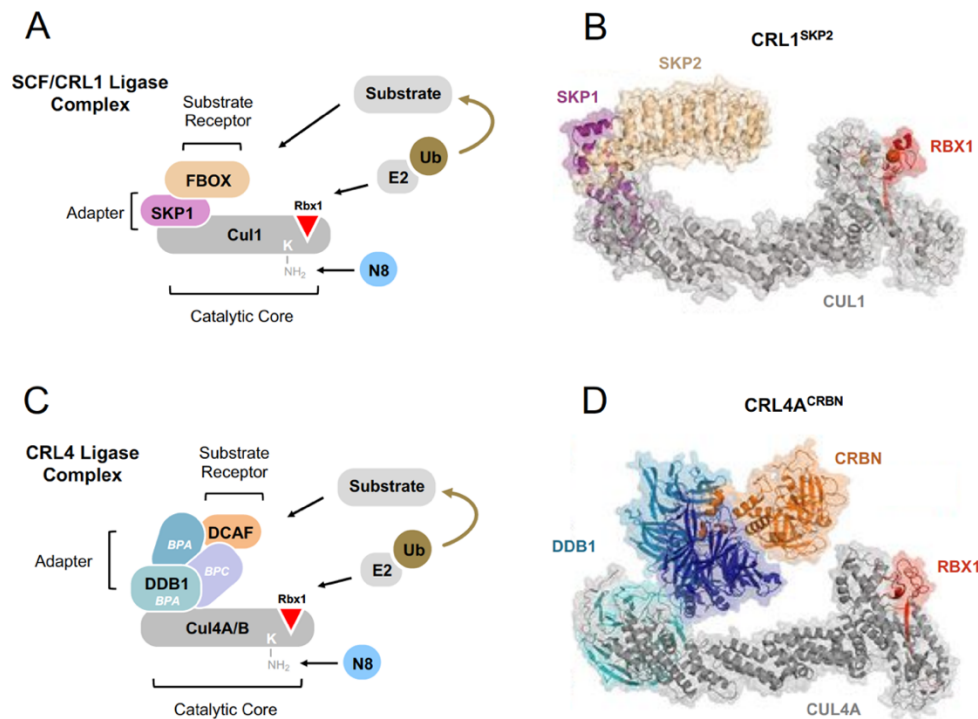 A
SCF/CRL1 Ligase
Complex
Substrate
Receptor
Substrate
FBOX
E2
Ub
Adapter
SKP1
Rbx1
Cul1
K
NH2
N8
Catalytic Core
B
CRL1SKP2
SKP2
SKP1
RBX1
CUL1
C
CRL4 Ligase
Complex
Substrate
Receptor
Substrate
BPA
DCAF
Ub
E2
Adapter
BPC
DDB1
BPA
Rbx1
Cul4A/B
K
NH2
N8
Catalytic Core
D
CRL4ACRBN
CRBN
DDB1
RBX1
CUL4A